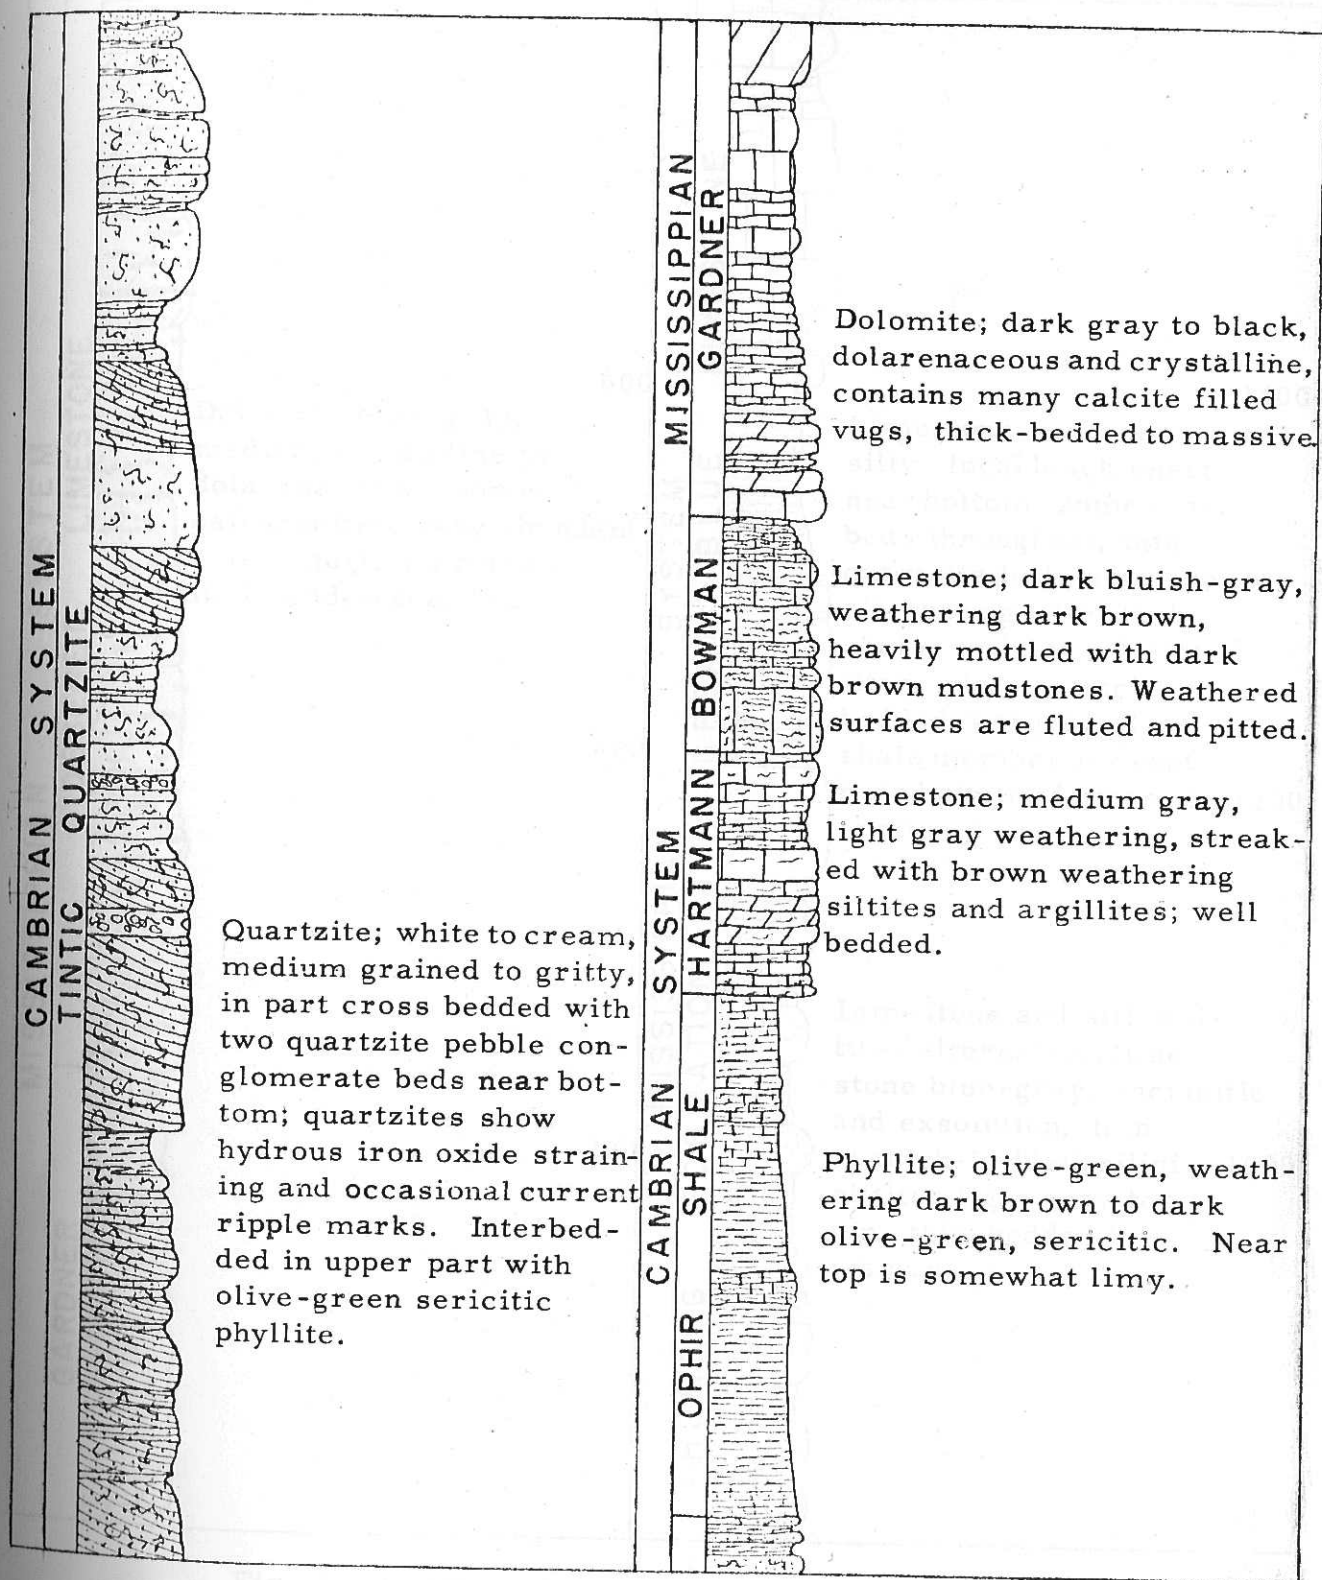 CAMBRIAN SYSTEM
TINTIC QUARTZITE
Quartzite; white to cream,
medium grained to gritty,
in part cross bedded with
two quartzite pebble con-
glomerate beds near bot-
tom; quartzites show
hydrous iron oxide strain-
ing and occasional current
ripple marks. Interbed-
ded in upper part with
olive-green sericitic
phyllite.
MISSISSIPPIAN
GARDNER
Dolomite; dark gray to black,
dolarenaceous and crystalline,
contains many calcite filled
vugs, thick-bedded to massive.
CAMBRIAN SYSTEM
BOWMAN
Limestone; dark bluish-gray,
weathering dark brown,
heavily mottled with dark
brown mudstones. Weathered
surfaces are fluted and pitted.
HARTMANN
Limestone; medium gray,
light gray weathering, streak-
ed with brown weathering
siltites and argillites; well
bedded.
OPHIR SHALE
Phyllite; olive-green, weath-
ering dark brown to dark
olive-green, sericitic. Near
top is somewhat limy.